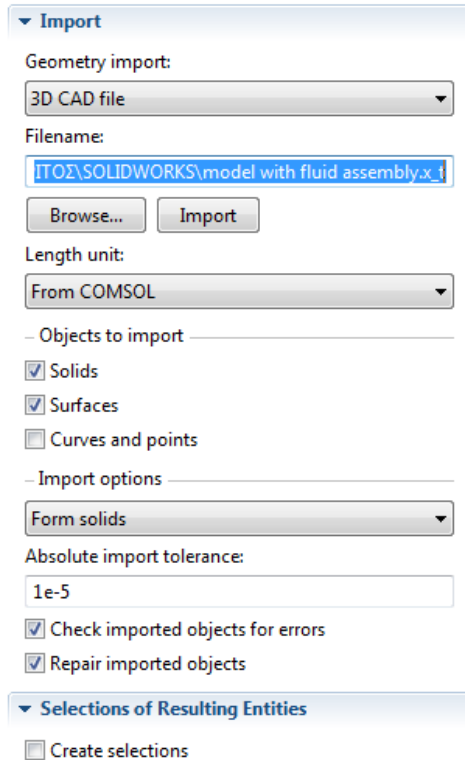 Import
Geometry import:
3D CAD file
Filename:
ΠΤΟΣ\SOLIDWORKS\model with fluid assembly.x_t
Browse... Import
Length unit:
From COMSOL
Objects to import
Solids
Surfaces
Curves and points
Import options
Form solids
Absolute import tolerance:
1e-5
Check imported objects for errors
Repair imported objects
Selections of Resulting Entities
Create selections